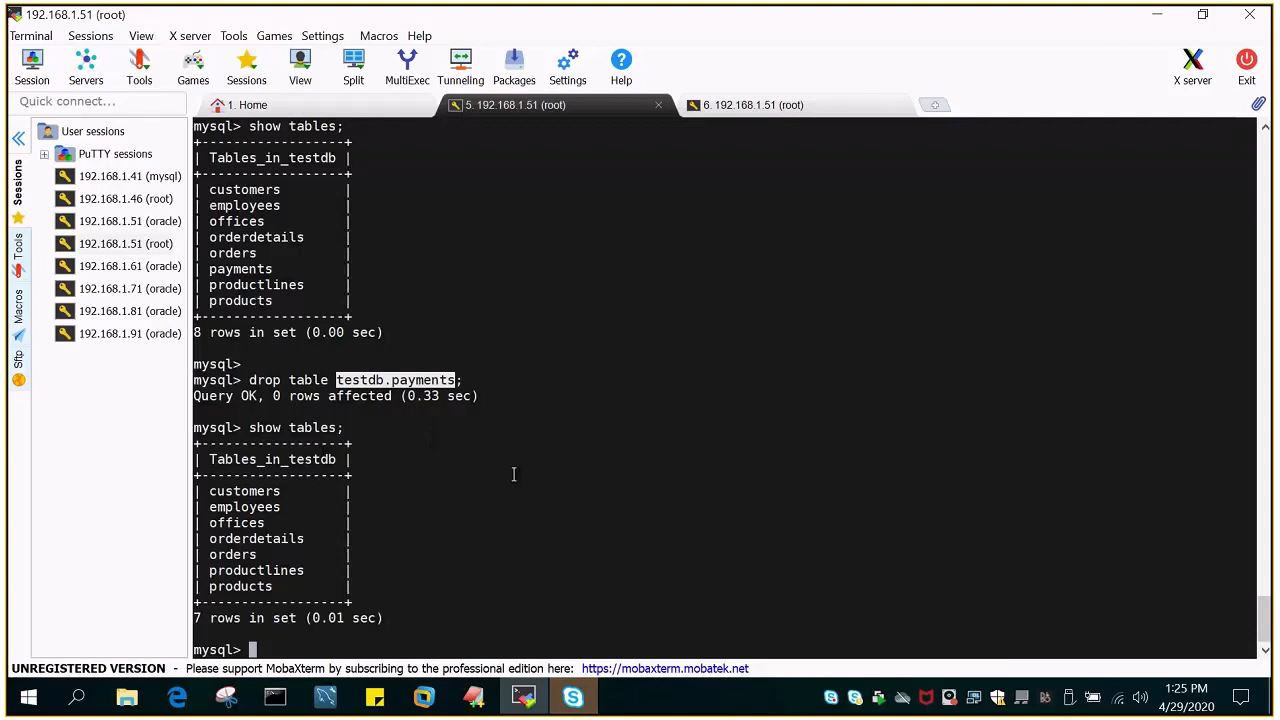 192.168.1.51 (root)
Terminal Sessions View X server Tools Games Settings Macros Help
Session Servers Tools Games Sessions View Split MultiExec Tunneling Packages Settings Help X server Exit
Quick connect...
1. Home
5. 192.168.1.51 (root)
6. 192.168.1.51 (root)
Sessions
Tools
Macros
Sftp
User sessions
PuTTY sessions
192.168.1.41 (mysql)
192.168.1.46 (root)
192.168.1.51 (oracle)
192.168.1.51 (root)
192.168.1.61 (oracle)
192.168.1.71 (oracle)
192.168.1.81 (oracle)
192.168.1.91 (oracle)
mysql> show tables;
+------------------+
| Tables_in_testdb |
+------------------+
| customers        |
| employees        |
| offices          |
| orderdetails     |
| orders           |
| payments         |
| productlines     |
| products         |
+------------------+
8 rows in set (0.00 sec)
mysql>
mysql> drop table testdb.payments;
Query OK, 0 rows affected (0.33 sec)
mysql> show tables;
+------------------+
| Tables_in_testdb |
+------------------+
| customers        |
| employees        |
| offices          |
| orderdetails     |
| orders           |
| productlines     |
| products         |
+------------------+
7 rows in set (0.01 sec)
mysql>
UNREGISTERED VERSION - Please support MobaXterm by subscribing to the professional edition here: https://mobaxterm.mobatek.net
1:25 PM
4/29/2020